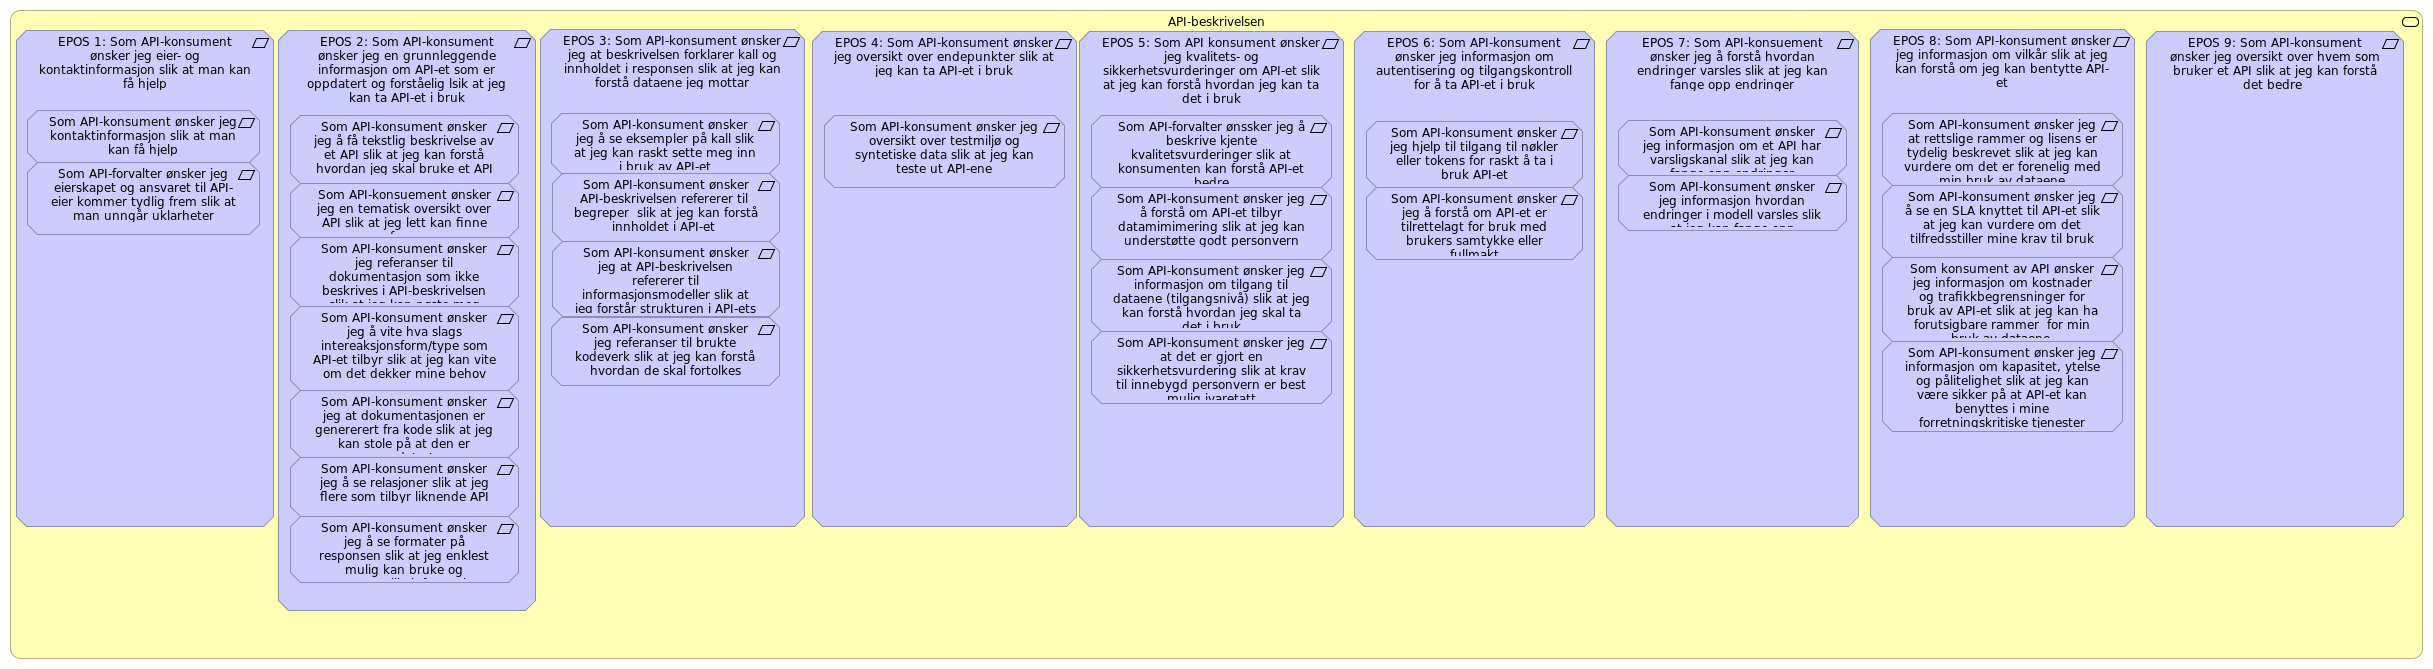 API-beskrivelsen
EPOS 1: Som API-konsument
ønsker jeg eier- og
kontaktinformasjon slik at man kan
få hjelp
Som API-konsument ønsker jeg
kontaktinformasjon slik at man
kan få hjelp
Som API-forvalter ønsker jeg
eierskapet og ansvaret til API-
eier kommer tydlig frem slik at
man unngår uklarheter
EPOS 2: Som API-konsument
ønsker jeg en grunnleggende
informasjon om API-et som er
oppdatert og forståelig lsik at jeg
kan ta API-et i bruk
Som API-konsument ønsker
jeg å få tekstlig beskrivelse av
et API slik at jeg kan forstå
hvordan jeg skal bruke et API
Som API-konsuement ønsker
jeg en tematisk oversikt over
API slik at jeg lett kan finne
Som API-konsument ønsker
jeg referanser til
dokumentasjon som ikke
beskrives i API-beskrivelsen
slik at jeg kan
Som API-konsument ønsker
jeg å vite hva slags
intereaksjonsform/type som
API-et tilbyr slik at jeg kan vite
om det dekker mine behov
Som API-konsument ønsker
jeg at dokumentasjonen er
genererert fra kode slik at jeg
kan stole på at den er
Som API-konsument ønsker
jeg å se relasjoner slik at jeg
flere som tilbyr liknende API
Som API-konsument ønsker
jeg å se formater på
responsen slik at jeg enklest
mulig kan bruke og
EPOS 3: Som API-konsument ønsker
jeg at beskrivelsen forklarer kall og
innholdet i responsen slik at jeg kan
forstå dataene jeg mottar
Som API-konsument ønsker
jeg å se eksempler på kall slik
at jeg kan raskt sette meg inn
i bruk av API-et
Som API-konsument ønsker
API-beskrivelsen refererer til
begreper  slik at jeg kan forstå
innholdet i API-et
Som API-konsument ønsker
jeg at API-beskrivelsen
refererer til
informasjonsmodeller slik at
jeg forstår strukturen i API-ets
Som API-konsument ønsker
jeg referanser til brukte
kodeverk slik at jeg kan forstå
hvordan de skal fortolkes
EPOS 4: Som API-konsument ønsker
jeg oversikt over endepunkter slik at
jeg kan ta API-et i bruk
Som API-konsument ønsker jeg
oversikt over testmiljø og
syntetiske data slik at jeg kan
teste ut API-ene
EPOS 5: Som API konsument ønsker
jeg kvalitets- og
sikkerhetsvurderinger om API-et slik
at jeg kan forstå hvordan jeg kan ta
det i bruk
Som API-forvalter ønssker jeg å
beskrive kjente
kvalitetsvurderinger slik at
konsumenten kan forstå API-et
bedre
Som API-konsument ønsker jeg
å forstå om API-et tilbyr
datamimimering slik at jeg kan
understøtte godt personvern
Som API-konsument ønsker jeg
informasjon om tilgang til
dataene (tilgangsnivå) slik at jeg
kan forstå hvordan jeg skal ta
det i bruk
Som API-konsument ønsker jeg
at det er gjort en
sikkerhetsvurdering slik at krav
til innebygd personvern er best
mulig ivaretatt
EPOS 6: Som API-konsument
ønsker jeg informasjon om
autentisering og tilgangskontroll
for å ta API-et i bruk
Som API-konsument ønsker
jeg hjelp til tilgang til nøkler
eller tokens for raskt å ta i
bruk API-et
Som API-konsument ønsker
jeg å forstå om API-et er
tilrettelagt for bruk med
brukers samtykke eller
fullmakt
EPOS 7: Som API-konsuement
ønsker jeg å forstå hvordan
endringer varsles slik at jeg kan
fange opp endringer
Som API-konsument ønsker
jeg informasjon om et API har
varsligskanal slik at jeg kan
fange opp endringer
Som API-konsument ønsker
jeg informasjon hvordan
endringer i modell varsles slik
at jeg kan fange opp
EPOS 8: Som API-konsument ønsker
jeg informasjon om vilkår slik at jeg
kan forstå om jeg kan bentytte API-
et
Som API-konsument ønsker jeg
at rettslige rammer og lisens er
tydelig beskrevet slik at jeg kan
vurdere om det er forenelig med
min bruk av dataene
Som API-konsument ønsker jeg
å se en SLA knyttet til API-et slik
at jeg kan vurdere om det
tilfredsstiller mine krav til bruk
Som konsument av API ønsker
jeg informasjon om kostnader
og trafikkbegrensninger for
bruk av API-et slik at jeg kan ha
forutsigbare rammer  for min
bruk av dataene
Som API-konsument ønsker jeg
informasjon om kapasitet, ytelse
og pålitelighet slik at jeg kan
være sikker på at API-et kan
benyttes i mine
forretningskritiske tjenester
EPOS 9: Som API-konsument
ønsker jeg oversikt over hvem som
bruker et API slik at jeg kan forstå
det bedre